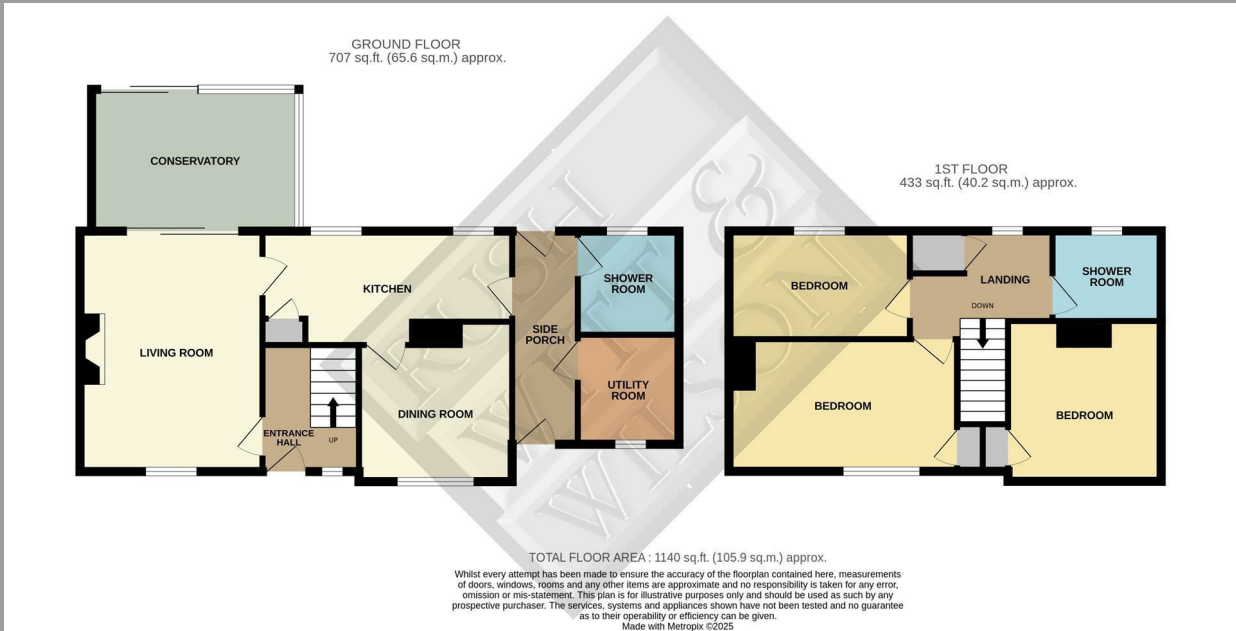 GROUND FLOOR
707 sq.ft. (65.6 sq.m.) approx.
CONSERVATORY
LIVING ROOM
KITCHEN
ENTRANCE
HALL
UP
DINING ROOM
SIDE
PORCH
SHOWER
ROOM
UTILITY
ROOM
1ST FLOOR
433 sq.ft. (40.2 sq.m.) approx.
BEDROOM
LANDING
DOWN
SHOWER
ROOM
BEDROOM
BEDROOM
RUSH
WITT &
WILSON
TOTAL FLOOR AREA : 1140 sq.ft. (105.9 sq.m.) approx.
Whilst every attempt has been made to ensure the accuracy of the floorplan contained here, measurements
of doors, windows, rooms and any other items are approximate and no responsibility is taken for any error,
omission or mis-statement. This plan is for illustrative purposes only and should be used as such by any
prospective purchaser. The services, systems and appliances shown have not been tested and no guarantee
as to their operability or efficiency can be given.
Made with Metropix ©2025